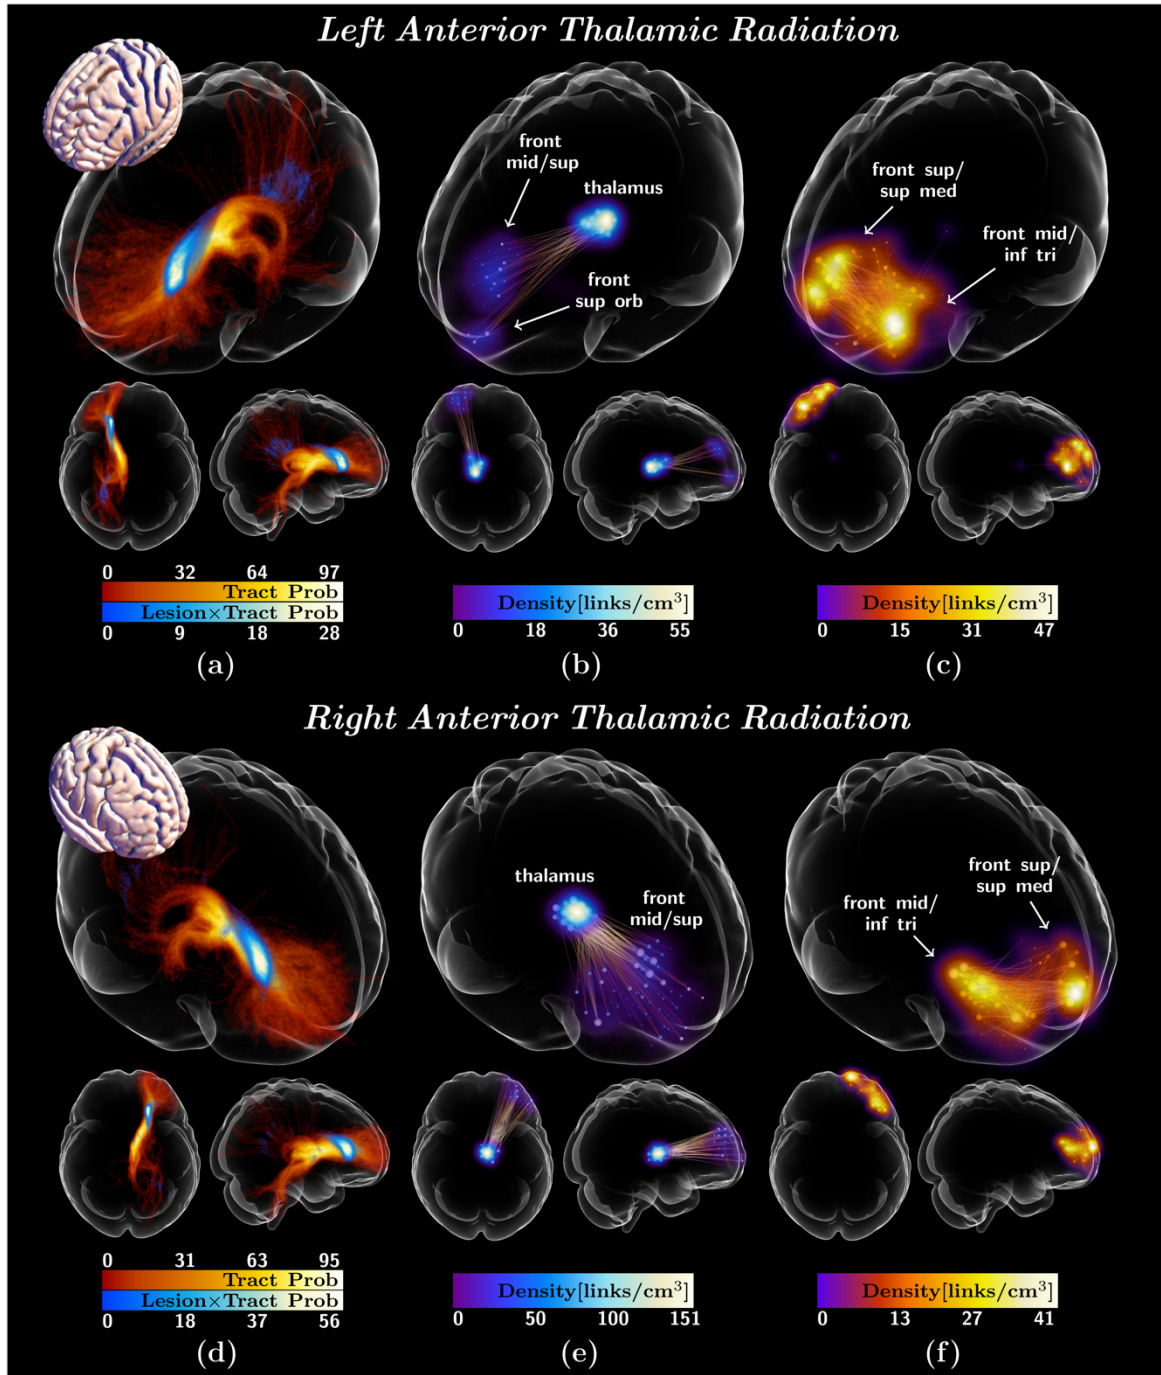 Left Anterior Thalamic Radiation
front
mid/sup
thalamus
front
sup orb
front sup/
sup med
front mid/
inf tri
0 32 64 97
Tract Prob
Lesion×Tract Prob
0 9 18 28
(a)
Density[links/cm³]
0 18 36 55
(b)
Density[links/cm³]
0 15 31 47
(c)
Right Anterior Thalamic Radiation
thalamus
front
mid/sup
front sup/
sup med
front mid/
inf tri
0 31 63 95
Tract Prob
Lesion×Tract Prob
0 18 37 56
(d)
Density[links/cm³]
0 50 100 151
(e)
Density[links/cm³]
0 13 27 41
(f)